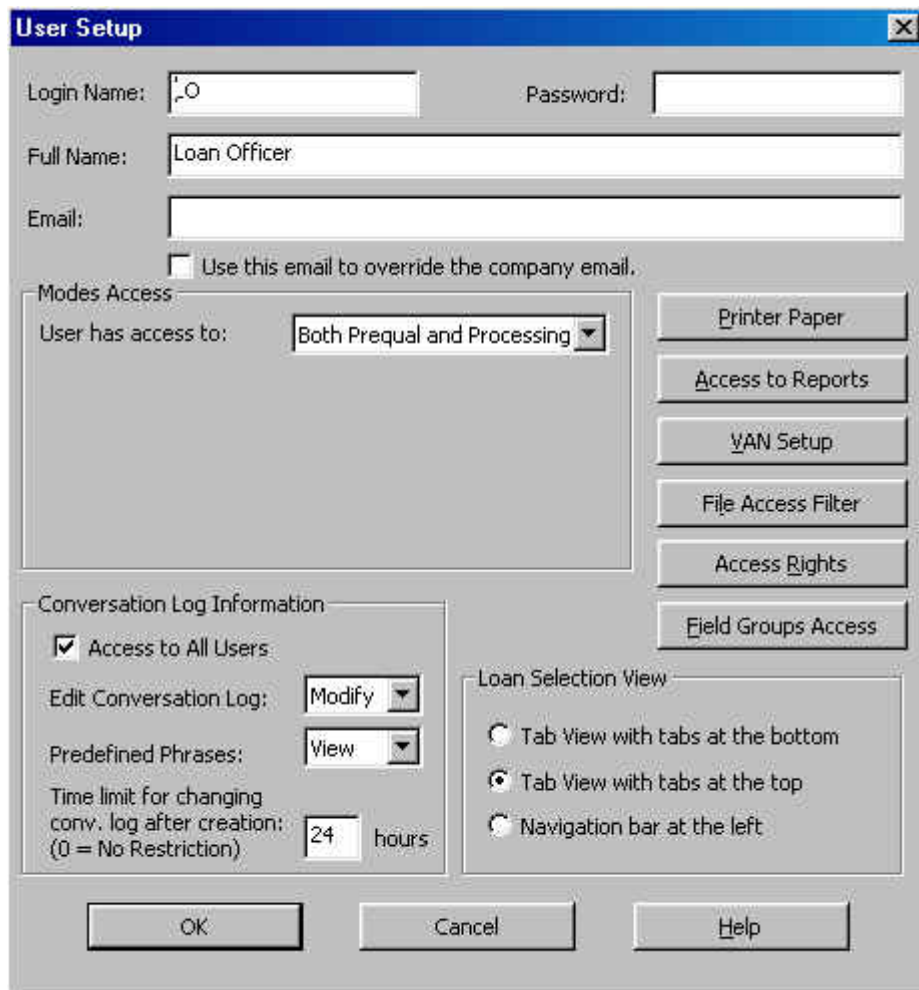 User Setup
Login Name: LO Password:
Full Name: Loan Officer
Email:
Use this email to override the company email.
Modes Access
User has access to: Both Prequal and Processing
Printer Paper
Access to Reports
VAN Setup
File Access Filter
Access Rights
Field Groups Access
Conversation Log Information
Access to All Users
Edit Conversation Log: Modify
Predefined Phrases: View
Time limit for changing
conv. log after creation: 24 hours
(0 = No Restriction)
Loan Selection View
Tab View with tabs at the bottom
Tab View with tabs at the top
Navigation bar at the left
OK Cancel Help